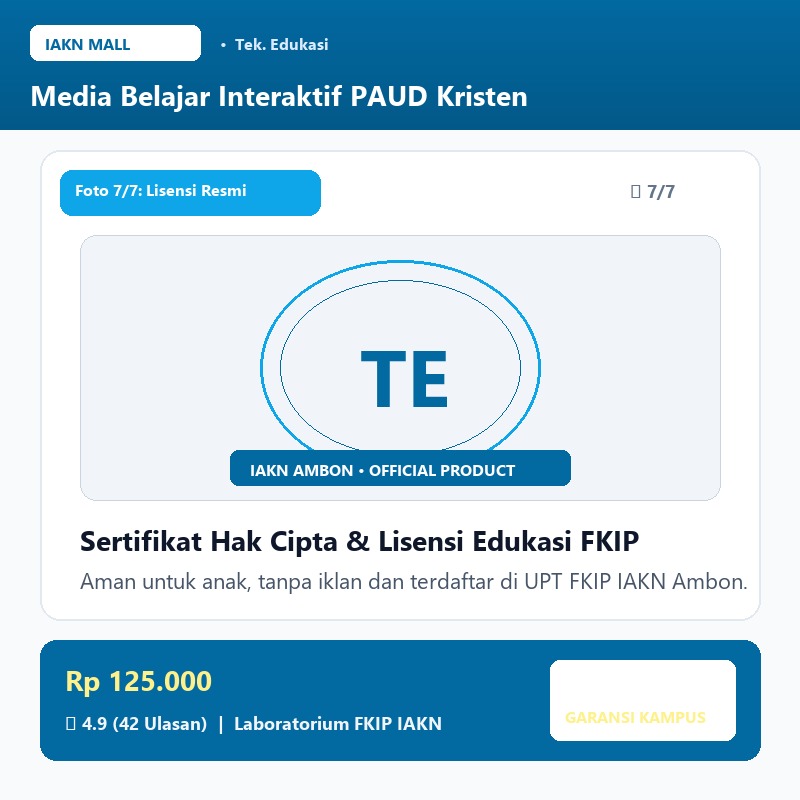 IAKN MALL
• Tek. Edukasi
Media Belajar Interaktif PAUD Kristen
Foto 7/7: Lisensi Resmi
7/7
TE
IAKN AMBON • OFFICIAL PRODUCT
Sertifikat Hak Cipta & Lisensi Edukasi FKIP
Aman untuk anak, tanpa iklan dan terdaftar di UPT FKIP IAKN Ambon.
Rp 125.000
4.9 (42 Ulasan) | Laboratorium FKIP IAKN
GARANSI KAMPUS